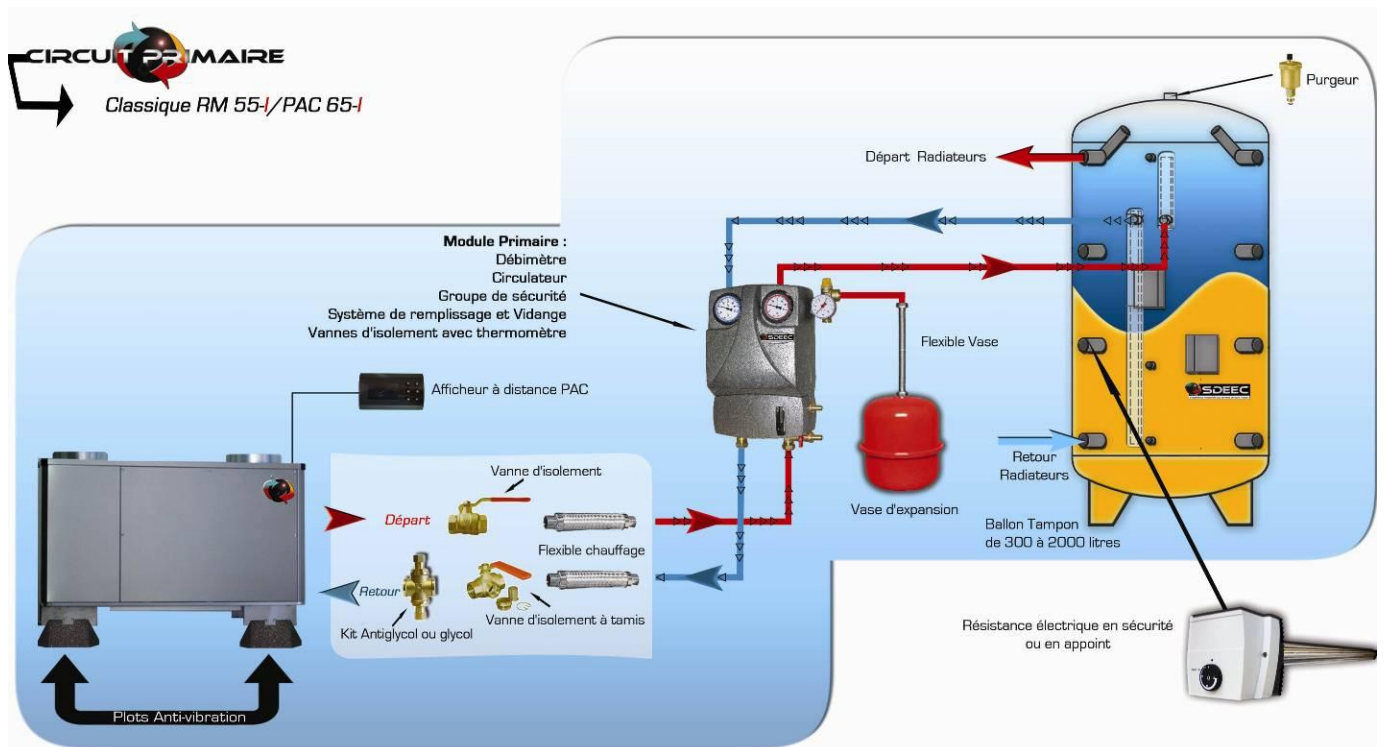 CIRCUIT PRIMAIRE
Classique RM 55-I/PAC 65-I
Purgeur
Départ Radiateurs
Module Primaire :
Débimètre
Circulateur
Groupe de sécurité
Système de remplissage et Vidange
Vannes d'isolement avec thermomètre
SDEEC
Flexible Vase
Afficheur à distance PAC
SDEEC
Retour
Radiateurs
Vanne d'isolement
Départ
Flexible chauffage
Vase d'expansion
Ballon Tampon
de 300 à 2000 litres
Retour
Kit Antiglycol ou glycol
Vanne d'isolement à tamis
Résistance électrique en sécurité
ou en appoint
Plots Anti-vibration